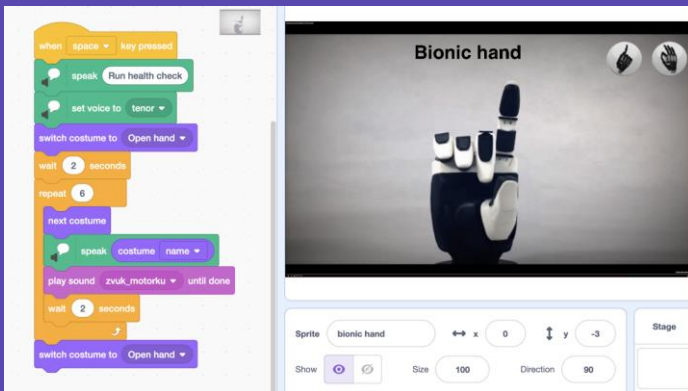 when space key pressed
speak Run health check
set voice to tenor
switch costume to Open hand
wait 2 seconds
repeat 6
next costume
speak costume name
play sound zvuk_motorku until done
wait 2 seconds
switch costume to Open hand
Bionic hand
Sprite bionic hand x 0 y -3
Show Size 100 Direction 90
Stage